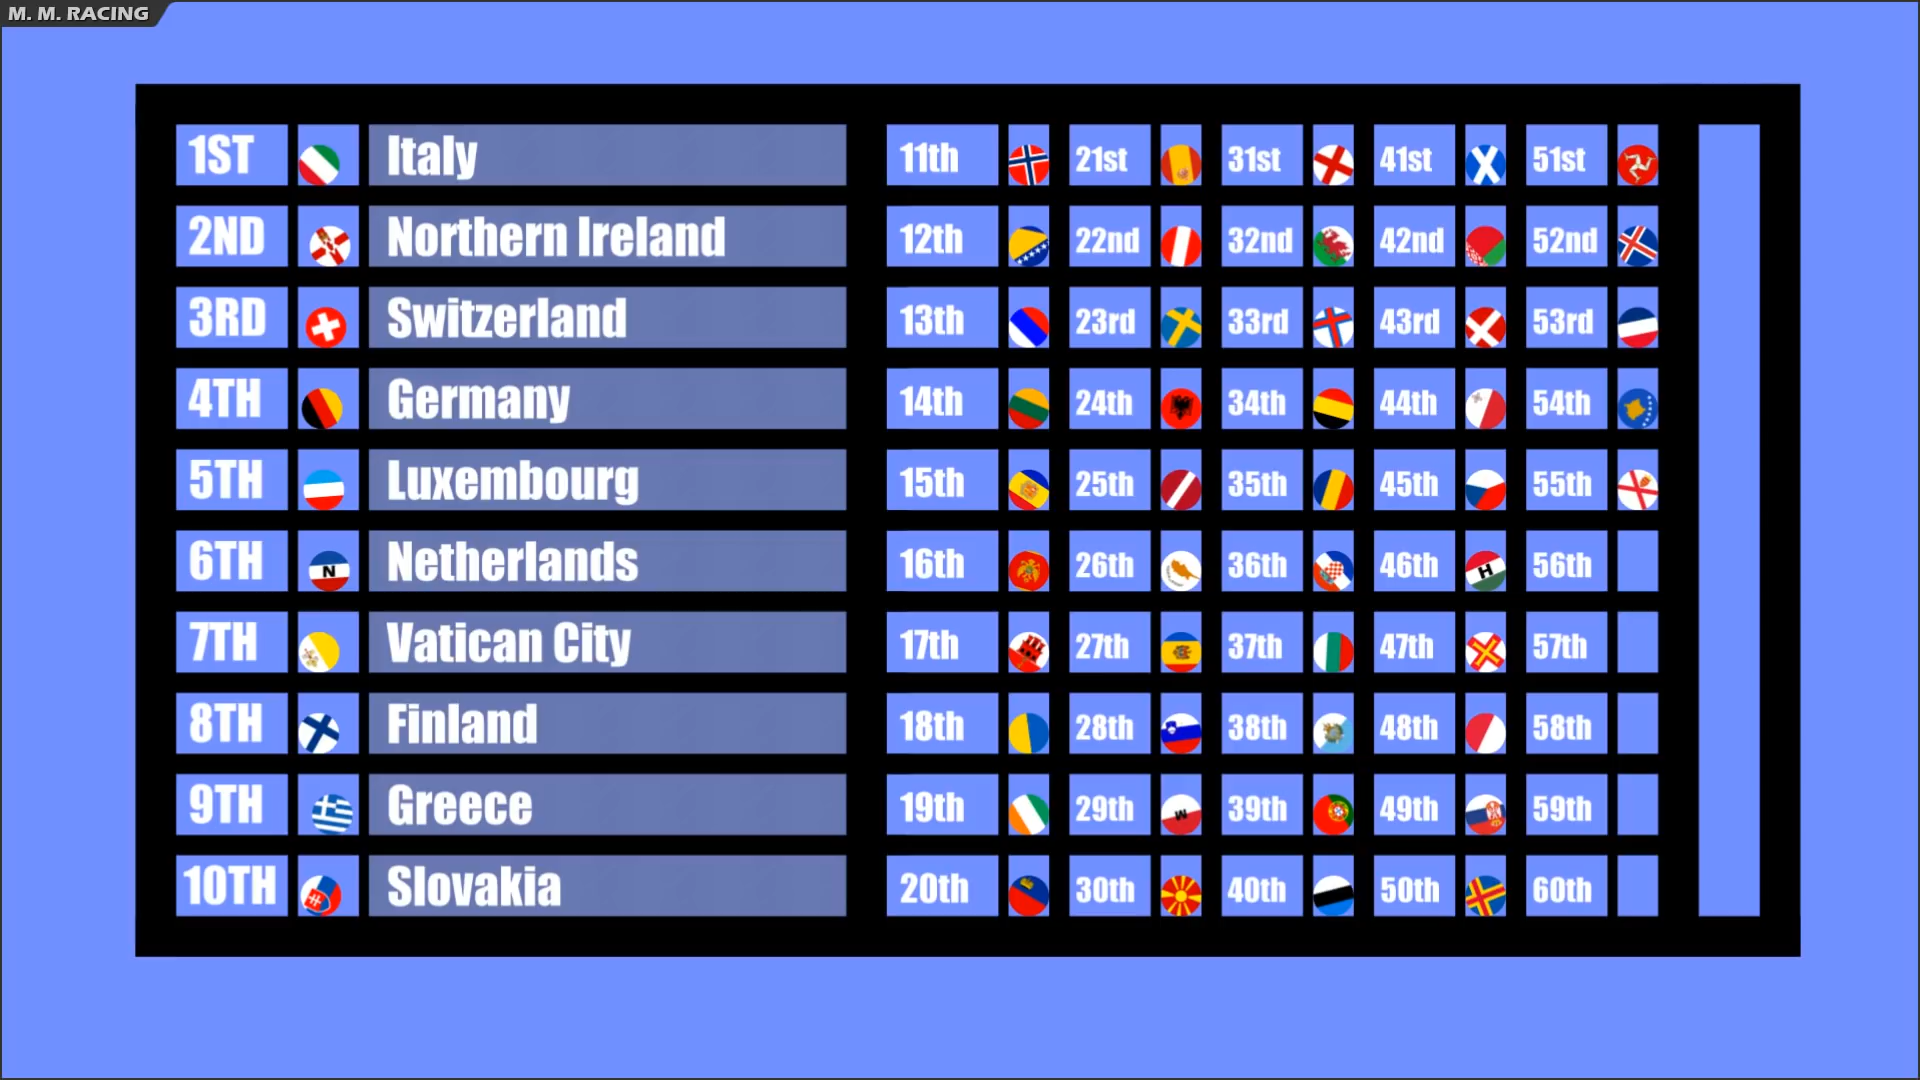 M. M. RACING
1ST Italy
2ND Northern Ireland
3RD Switzerland
4TH Germany
5TH Luxembourg
6TH N Netherlands
7TH Vatican City
8TH Finland
9TH Greece
10TH Slovakia
11th 21st 31st 41st 51st
12th 22nd 32nd 42nd 52nd
13th 23rd 33rd 43rd 53rd
14th 24th 34th 44th 54th
15th 25th 35th 45th 55th
16th 26th 36th 46th H 56th
17th 27th 37th 47th 57th
18th 28th 38th 48th 58th
19th 29th M 39th 49th 59th
20th 30th 40th 50th 60th